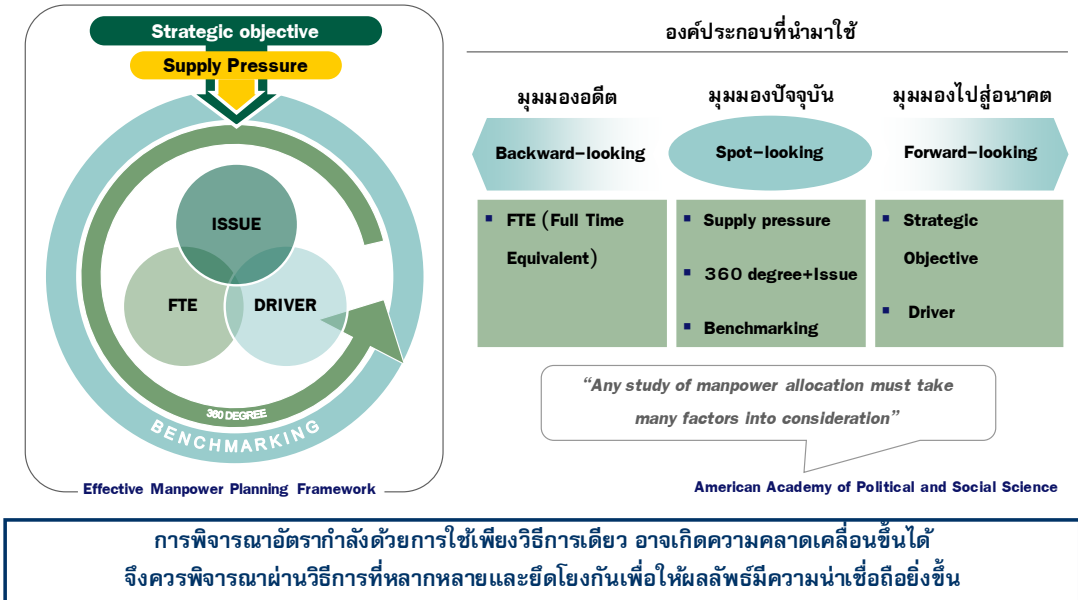 Strategic objective
Supply Pressure
ISSUE
FTE
DRIVER
360 DEGREE
BENCHMARKING
Effective Manpower Planning Framework
องค์ประกอบที่นำมาใช้
มุมมองอดีต
มุมมองปัจจุบัน
มุมมองไปสู่อนาคต
Backward-looking
Spot-looking
Forward-looking
▪ FTE (Full Time
Equivalent)
▪ Supply pressure
▪ 360 degree+Issue
▪ Benchmarking
▪ Strategic
Objective
▪ Driver
“Any study of manpower allocation must take
many factors into consideration”
American Academy of Political and Social Science
การพิจารณาอัตรากำลังด้วยการใช้เพียงวิธีการเดียว อาจเกิดความคลาดเคลื่อนขึ้นได้
จึงควรพิจารณาผ่านวิธีการที่หลากหลายและยึดโยงกันเพื่อให้ผลลัพธ์มีความน่าเชื่อถือยิ่งขึ้น